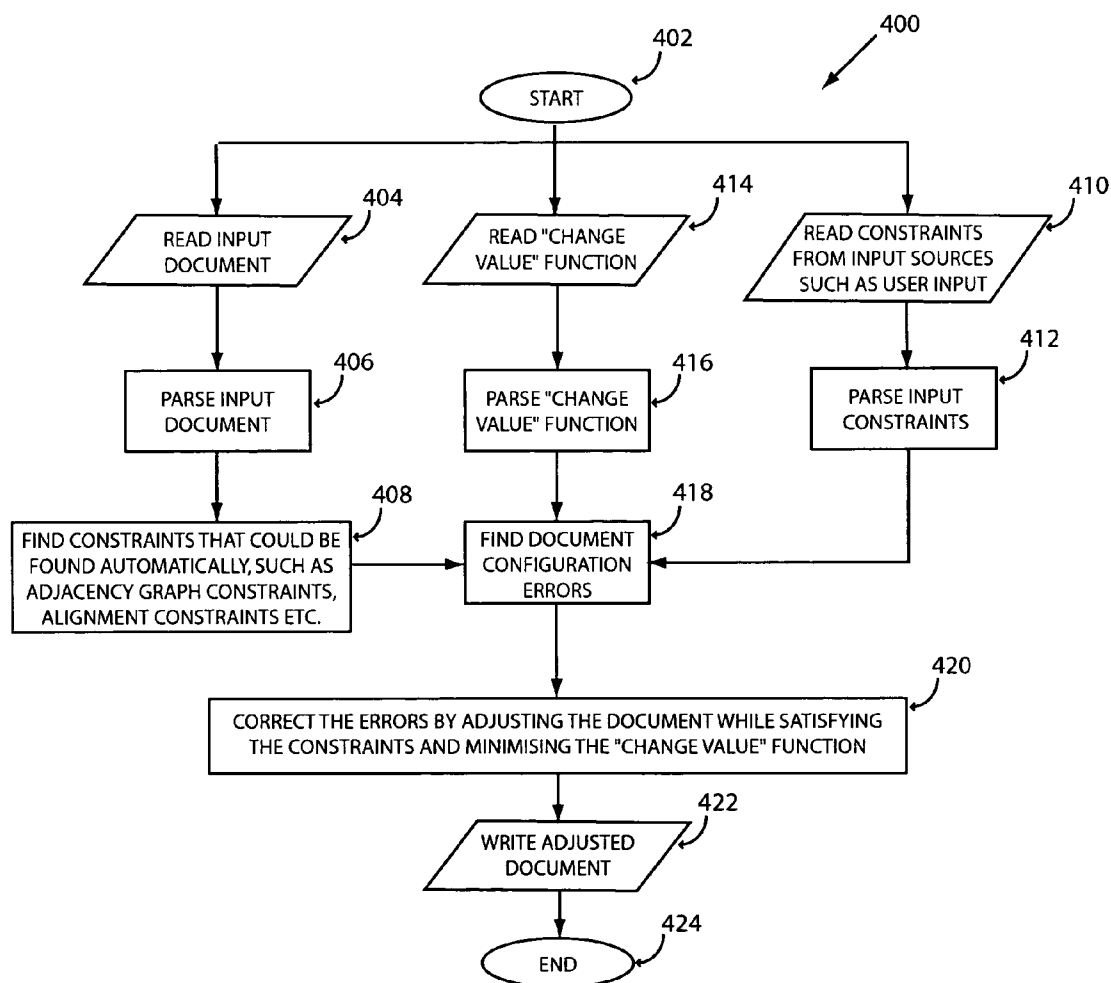 400
402
START
404
READ INPUT
DOCUMENT
414
READ "CHANGE
VALUE" FUNCTION
410
READ CONSTRAINTS
FROM INPUT SOURCES
SUCH AS USER INPUT
406
PARSE INPUT
DOCUMENT
416
PARSE "CHANGE
VALUE" FUNCTION
412
PARSE INPUT
CONSTRAINTS
408
FIND CONSTRAINTS THAT COULD BE
FOUND AUTOMATICALLY, SUCH AS
ADJACENCY GRAPH CONSTRAINTS,
ALIGNMENT CONSTRAINTS ETC.
418
FIND DOCUMENT
CONFIGURATION
ERRORS
420
CORRECT THE ERRORS BY ADJUSTING THE DOCUMENT WHILE SATISFYING
THE CONSTRAINTS AND MINIMISING THE "CHANGE VALUE" FUNCTION
422
WRITE ADJUSTED
DOCUMENT
424
END